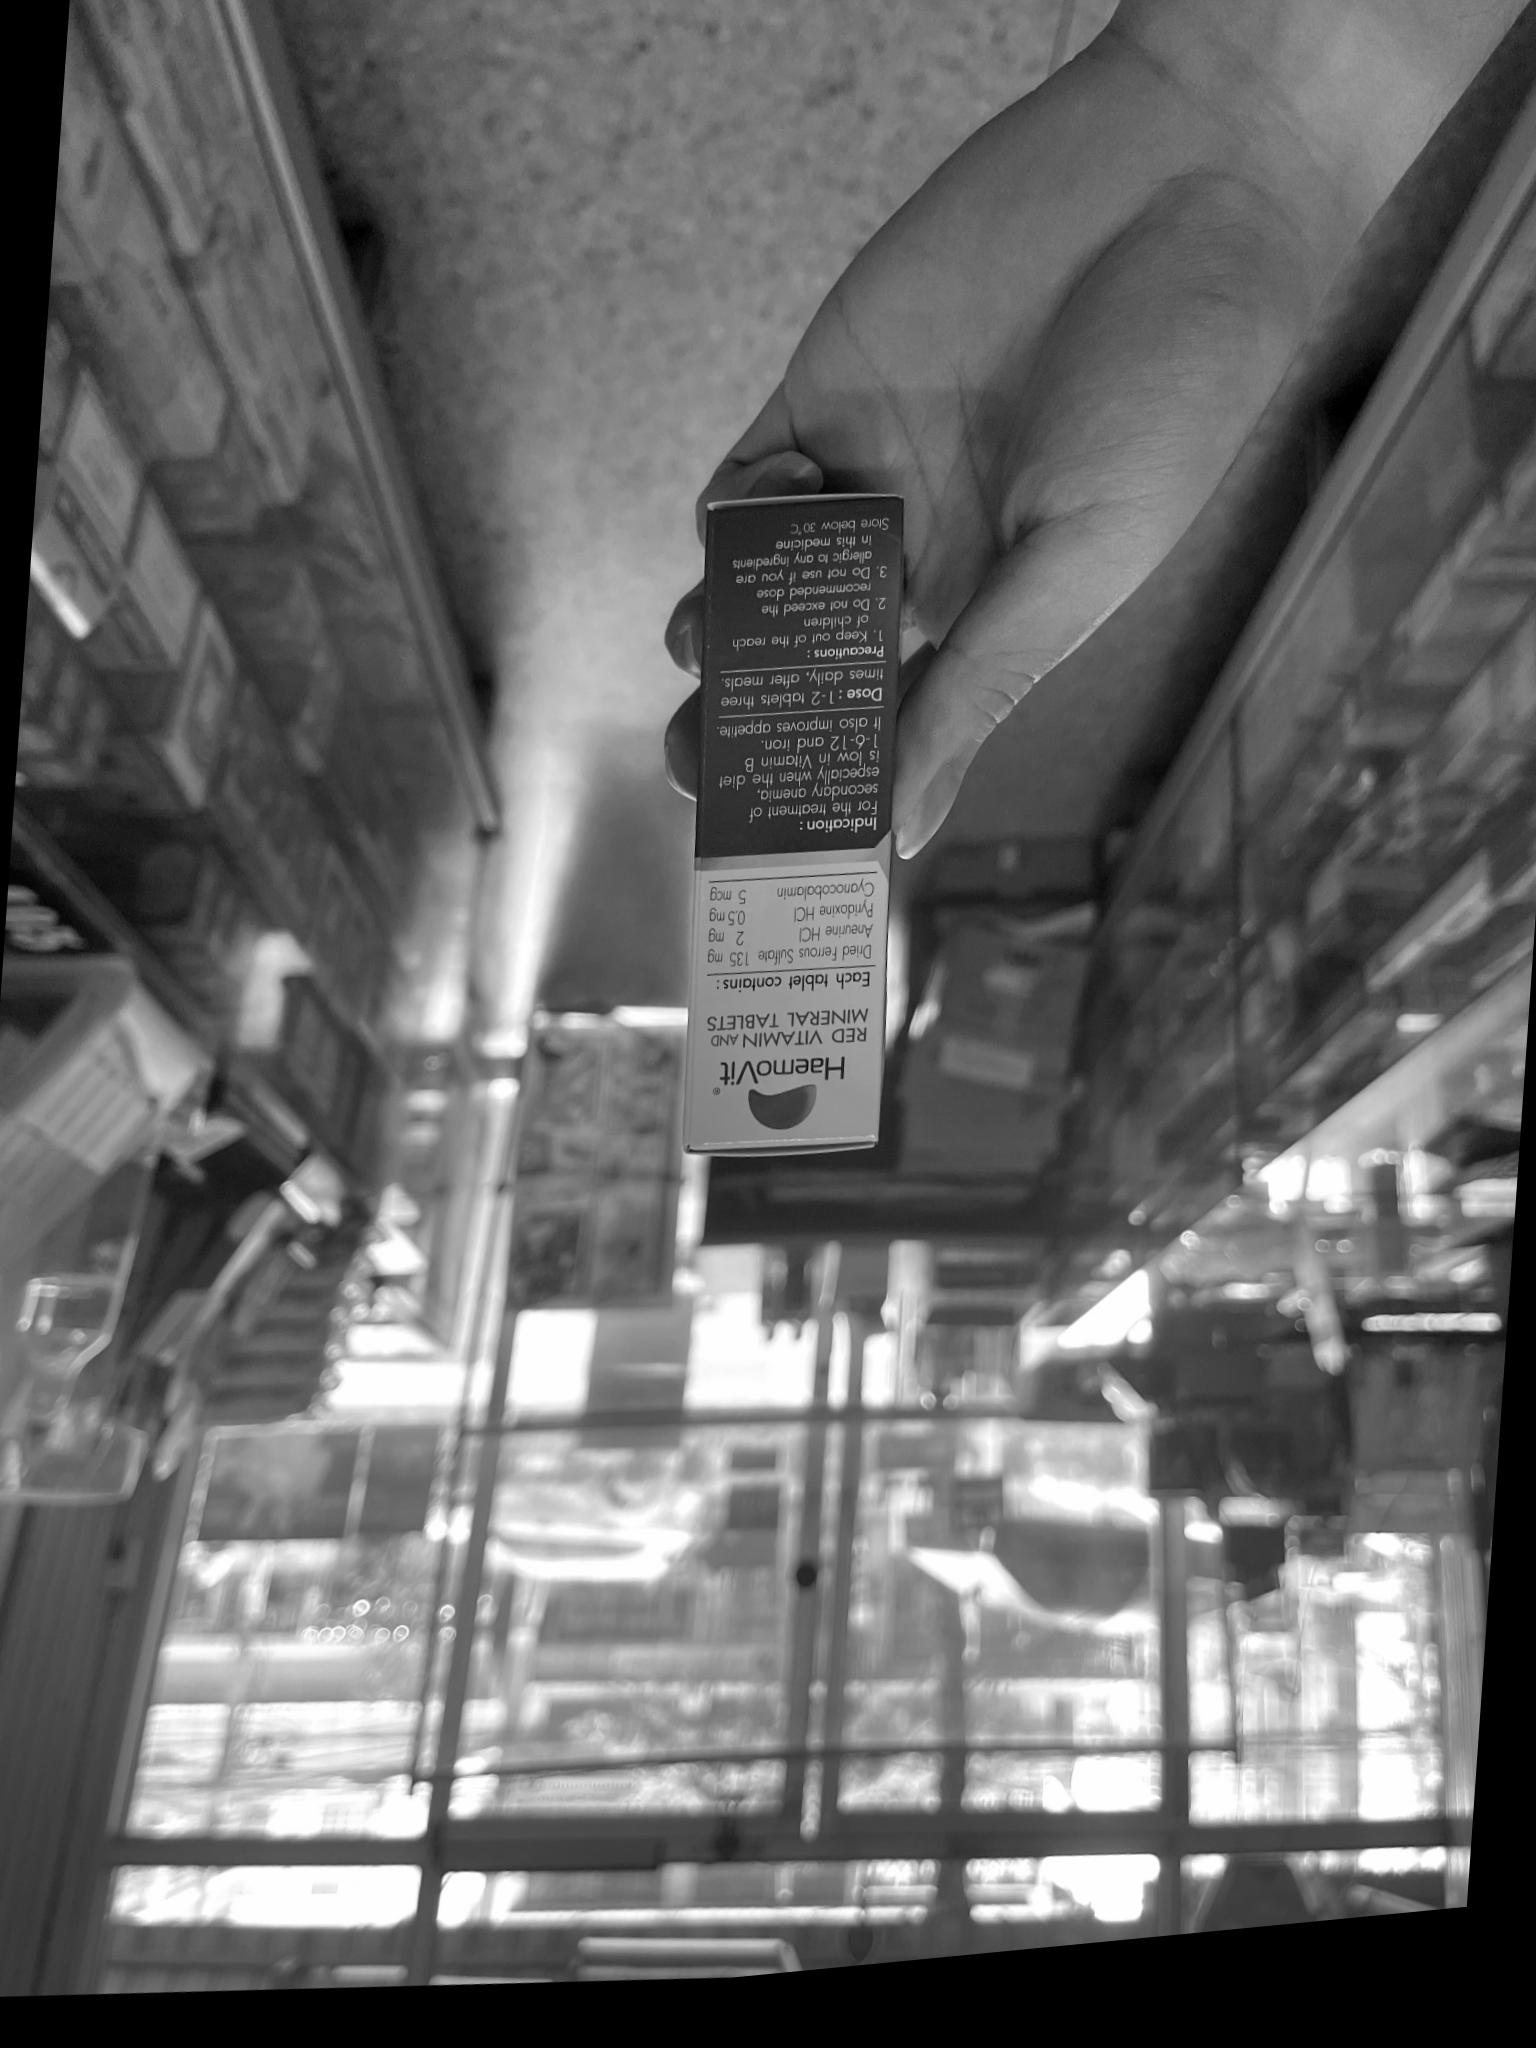 HaemoVit®
RED VITAMIN AND
MINERAL TABLETS
Each tablet contains:
Dried Ferrous Sulfate 135 mg
Aneurine HCl 2 mg
Pyridoxine HCl 0.5 mg
Cyanocobalamin 5 mcg
Indication:
For the treatment of
secondary anemia,
especially when the diet
is low in Vitamin B
1-6-12 and iron.
It also improves appetite.
Dose: 1-2 tablets three
times daily, after meals.
Precautions:
1. Keep out of the reach
of children
2. Do not exceed the
recommended dose
3. Do not use if you are
allergic to any ingredients
in this medicine
Store below 30°C